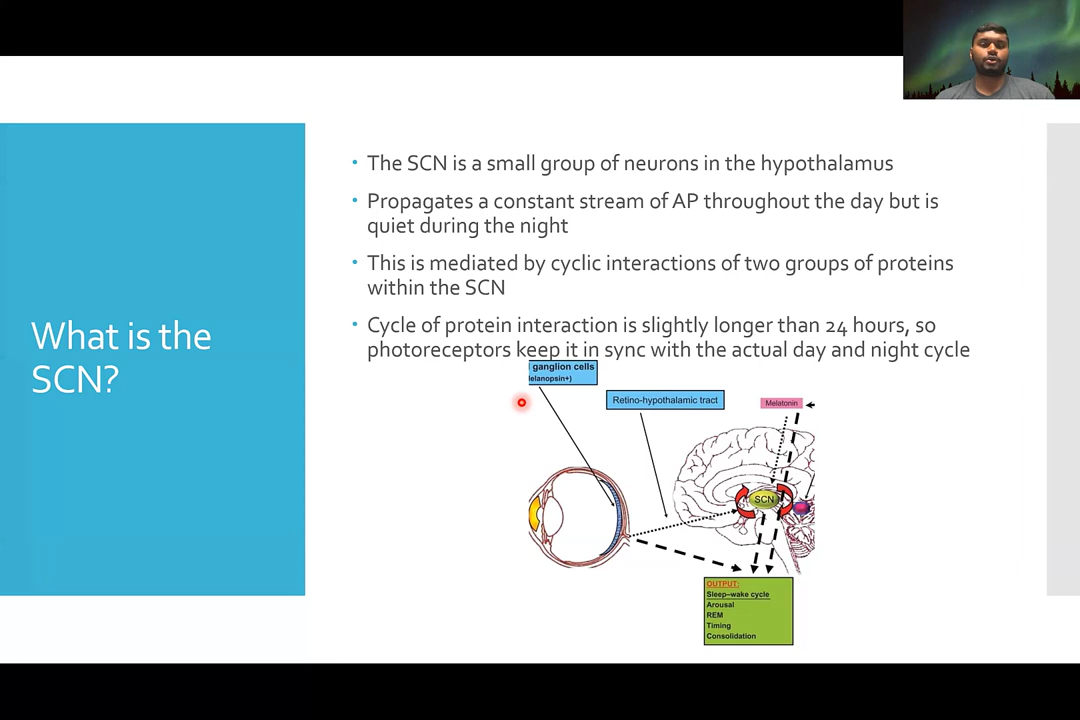 What is the
SCN?
• The SCN is a small group of neurons in the hypothalamus
• Propagates a constant stream of AP throughout the day but is
quiet during the night
• This is mediated by cyclic interactions of two groups of proteins
within the SCN
• Cycle of protein interaction is slightly longer than 24 hours, so
photoreceptors keep it in sync with the actual day and night cycle
ganglion cells
elanopsin+)
Retino-hypothalamic tract
Melatonin
SCN
OUTPUT:
Sleep–wake cycle
Arousal
REM
Timing
Consolidation